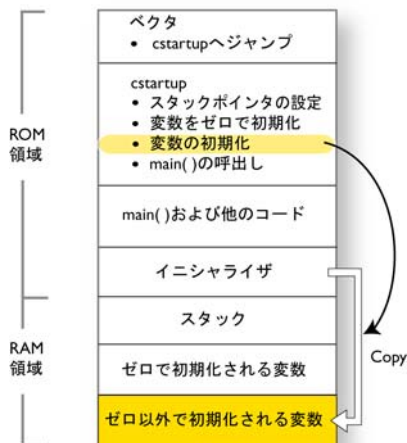 ベクタ
• cstartupへジャンプ
cstartup
• スタックポインタの設定
• 変数をゼロで初期化
• 変数の初期化
• main( )の呼出し
main( )および他のコード
イニシャライザ
スタック
ゼロで初期化される変数
ゼロ以外で初期化される変数
ROM
領域
RAM
領域
Copy